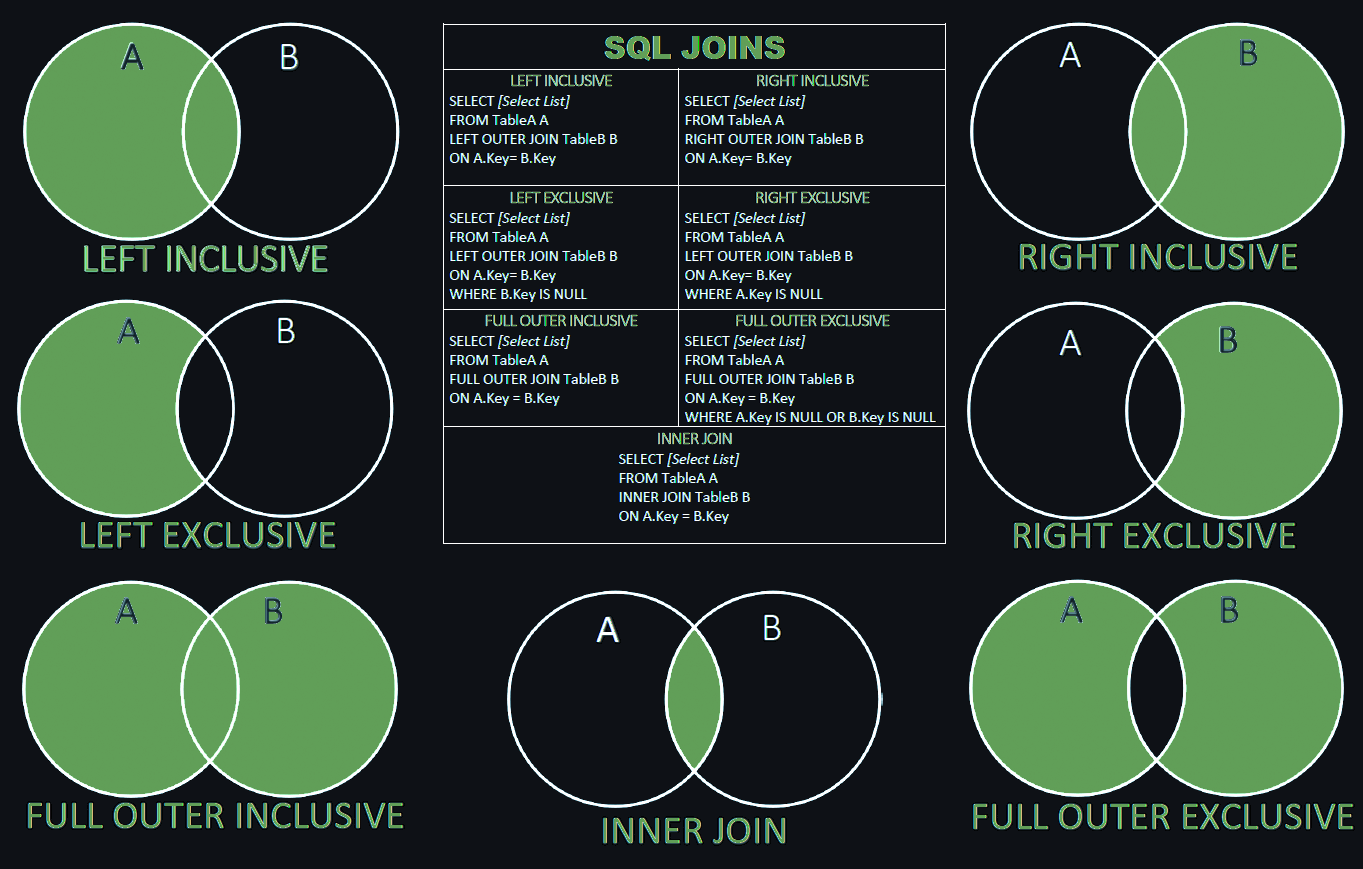 A
B
LEFT INCLUSIVE
A
B
LEFT EXCLUSIVE
A
B
FULL OUTER INCLUSIVE
SQL JOINS
LEFT INCLUSIVE
SELECT [Select List]
FROM TableA A
LEFT OUTER JOIN TableB B
ON A.Key= B.Key
RIGHT INCLUSIVE
SELECT [Select List]
FROM TableA A
RIGHT OUTER JOIN TableB B
ON A.Key= B.Key
LEFT EXCLUSIVE
SELECT [Select List]
FROM TableA A
LEFT OUTER JOIN TableB B
ON A.Key= B.Key
WHERE B.Key IS NULL
RIGHT EXCLUSIVE
SELECT [Select List]
FROM TableA A
LEFT OUTER JOIN TableB B
ON A.Key= B.Key
WHERE A.Key IS NULL
FULL OUTER INCLUSIVE
SELECT [Select List]
FROM TableA A
FULL OUTER JOIN TableB B
ON A.Key = B.Key
FULL OUTER EXCLUSIVE
SELECT [Select List]
FROM TableA A
FULL OUTER JOIN TableB B
ON A.Key = B.Key
WHERE A.Key IS NULL OR B.Key IS NULL
INNER JOIN
SELECT [Select List]
FROM TableA A
INNER JOIN TableB B
ON A.Key = B.Key
A
B
INNER JOIN
A
B
RIGHT INCLUSIVE
A
B
RIGHT EXCLUSIVE
A
B
FULL OUTER EXCLUSIVE